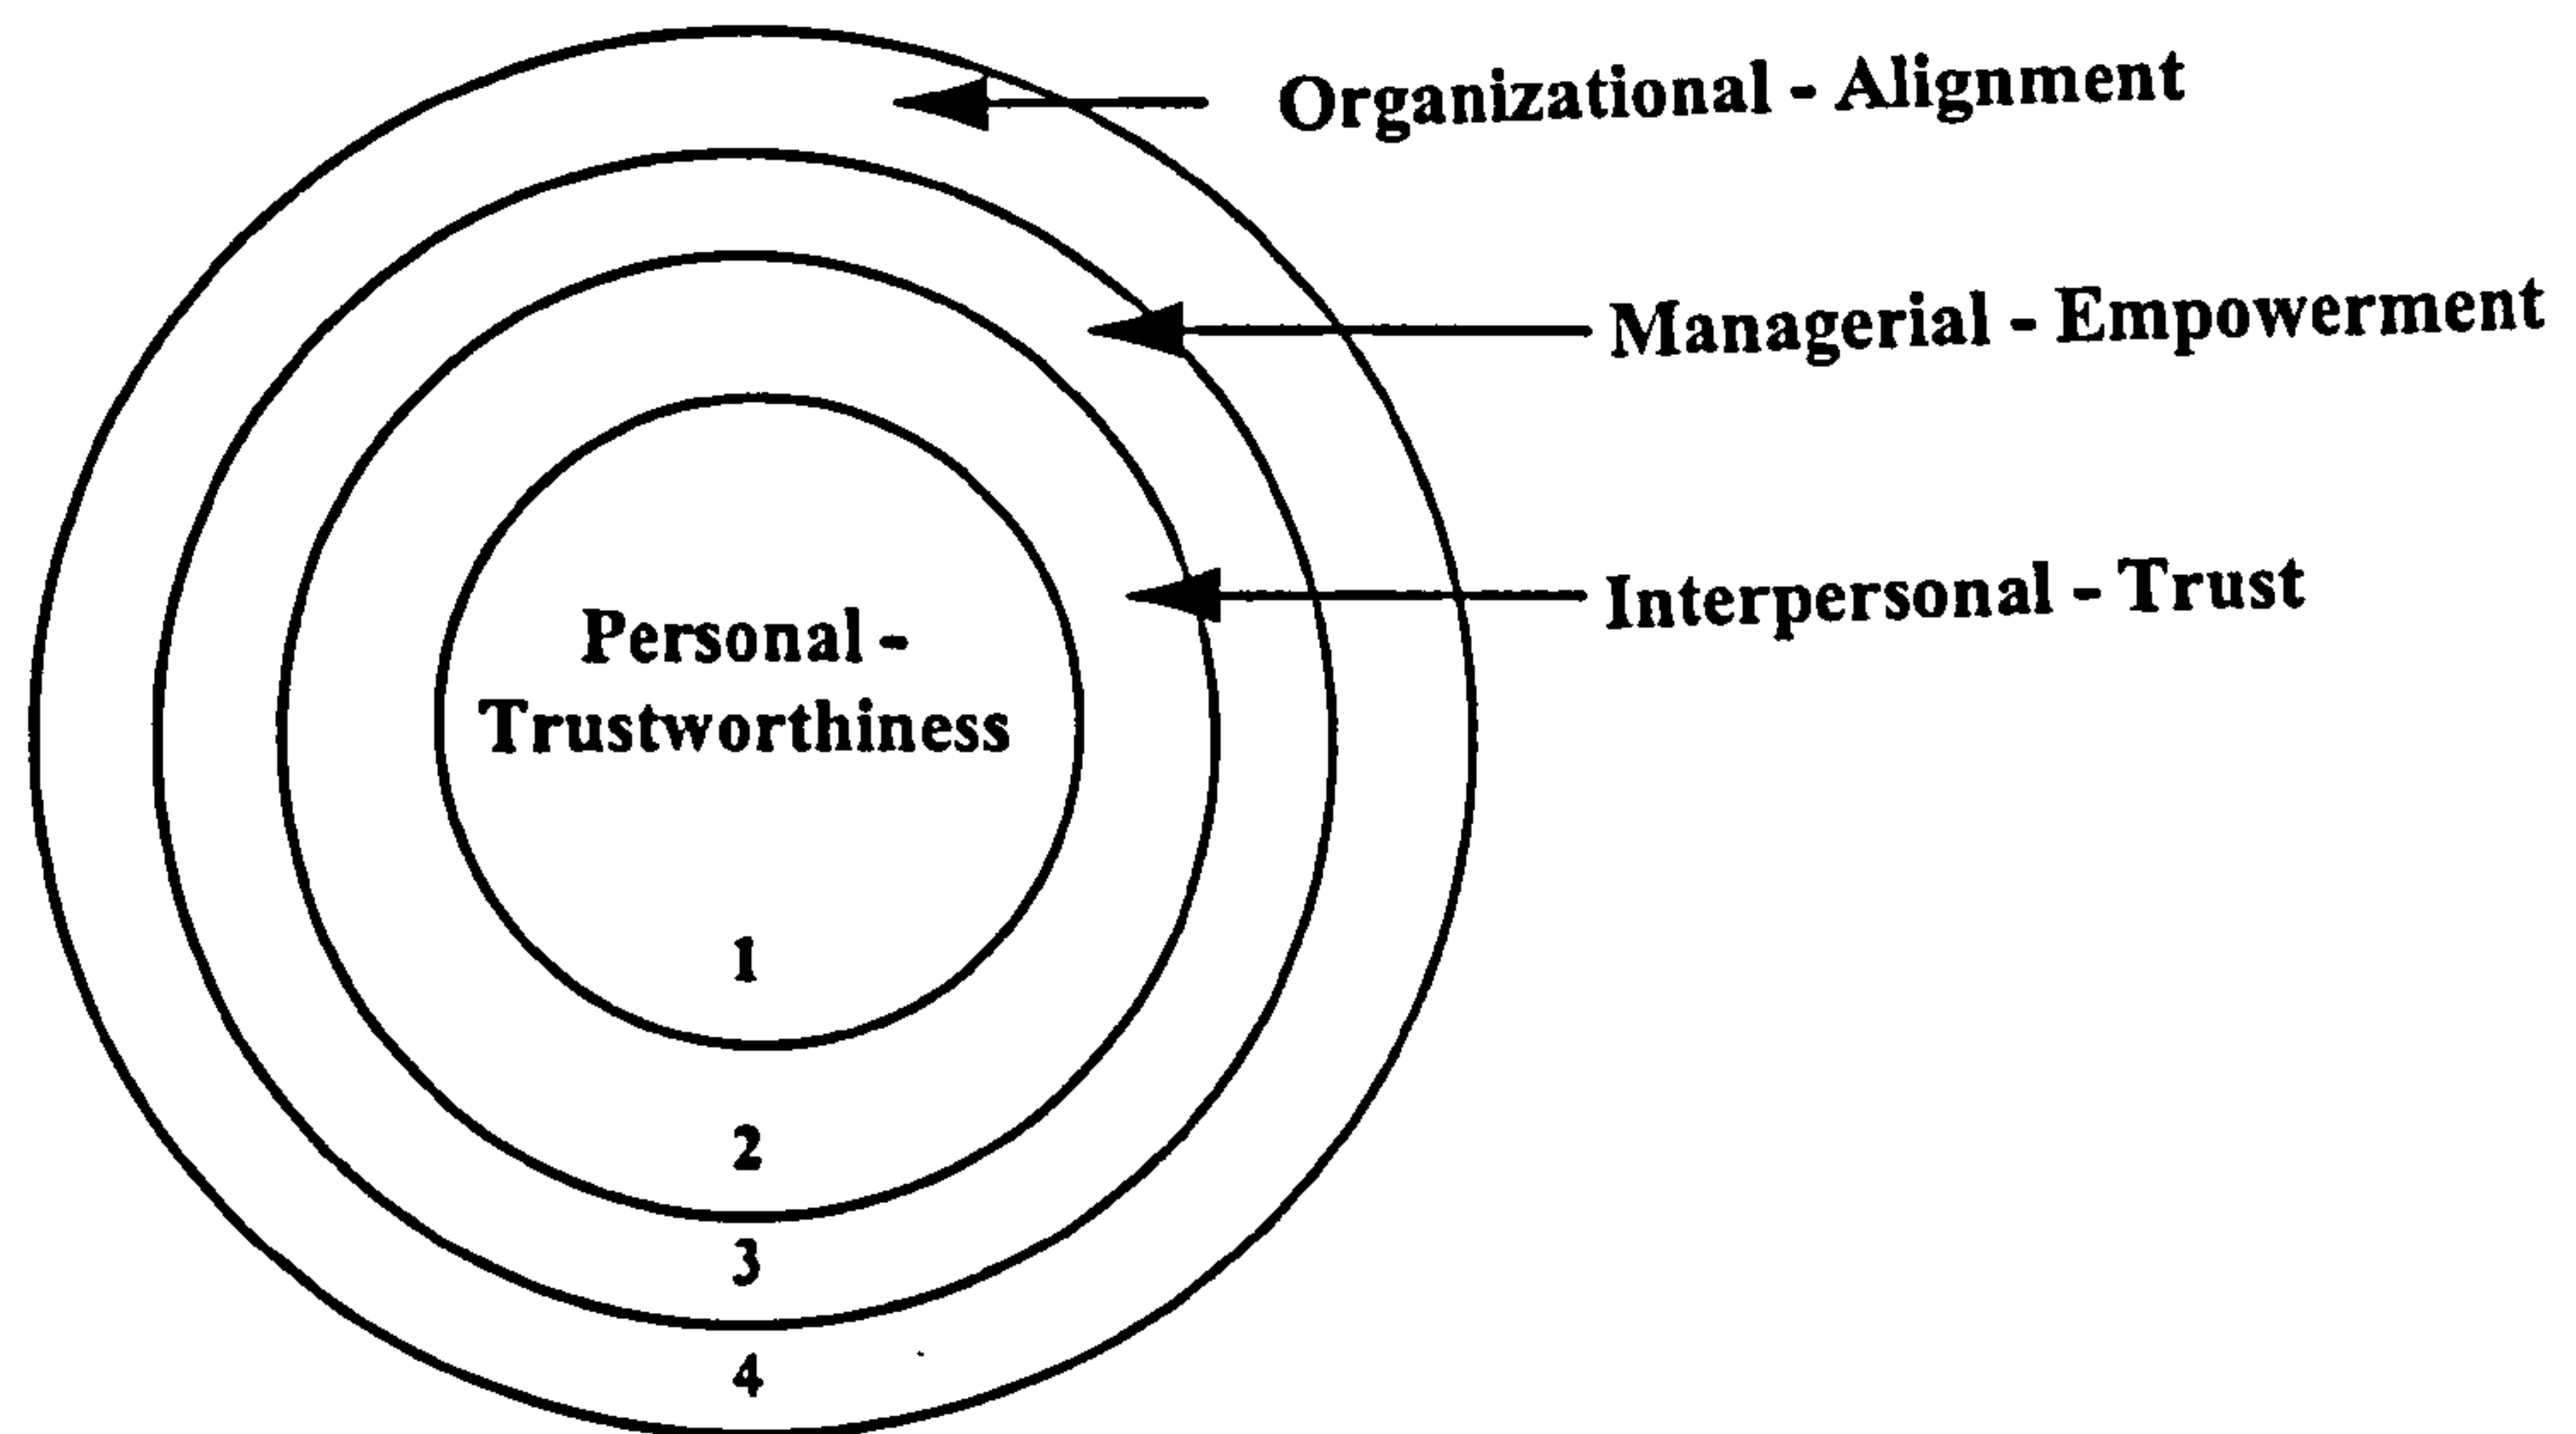 Organizational - Alignment
Managerial - Empowerment
Interpersonal - Trust
Personal -
Trustworthiness
1
2
3
4